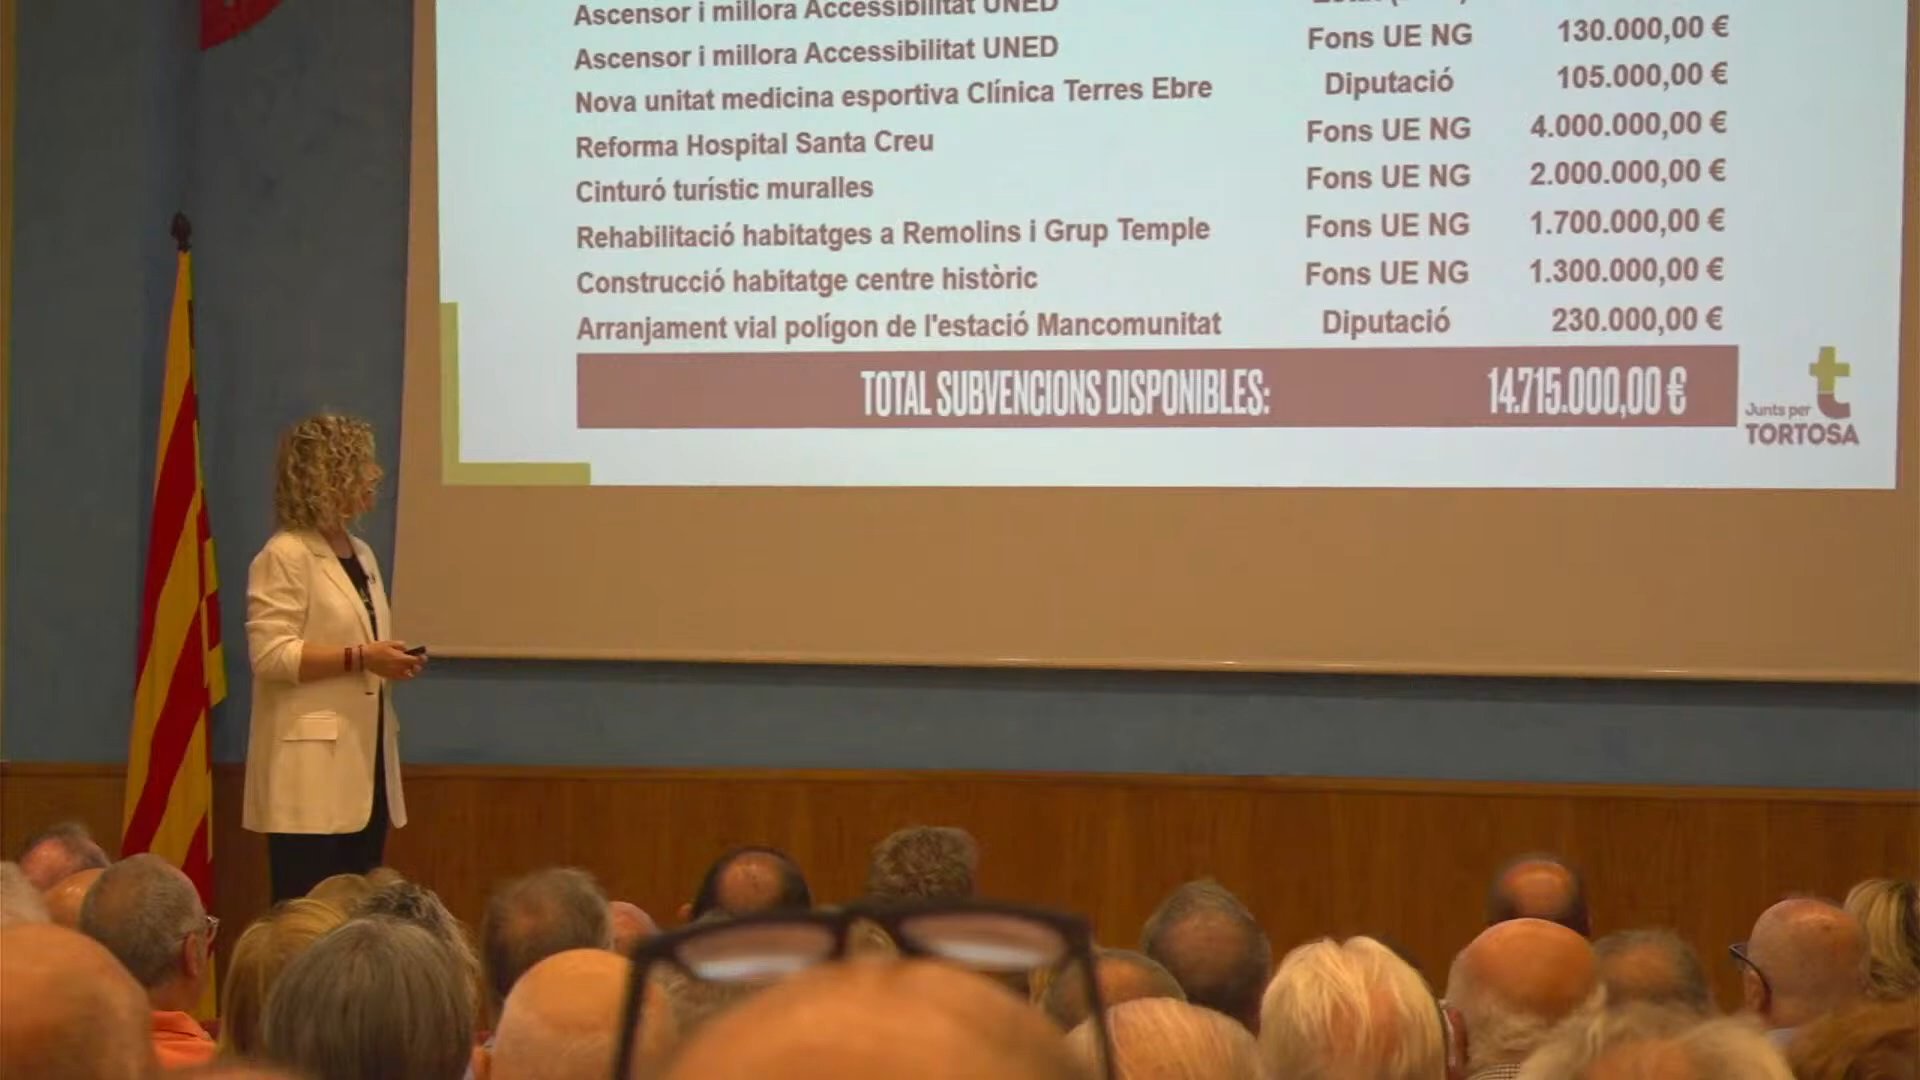 Ascensor i millora Accessibilitat UNED
Ascensor i millora Accessibilitat UNED Fons UE NG 130.000,00 €
Nova unitat medicina esportiva Clínica Terres Ebre Diputació 105.000,00 €
Reforma Hospital Santa Creu Fons UE NG 4.000.000,00 €
Cinturó turístic muralles Fons UE NG 2.000.000,00 €
Rehabilitació habitatges a Remolins i Grup Temple Fons UE NG 1.700.000,00 €
Construcció habitatge centre històric Fons UE NG 1.300.000,00 €
Arranjament vial polígon de l'estació Mancomunitat Diputació 230.000,00 €
TOTAL SUBVENCIONS DISPONIBLES: 14.715.000,00 €
t
Junts per
TORTOSA